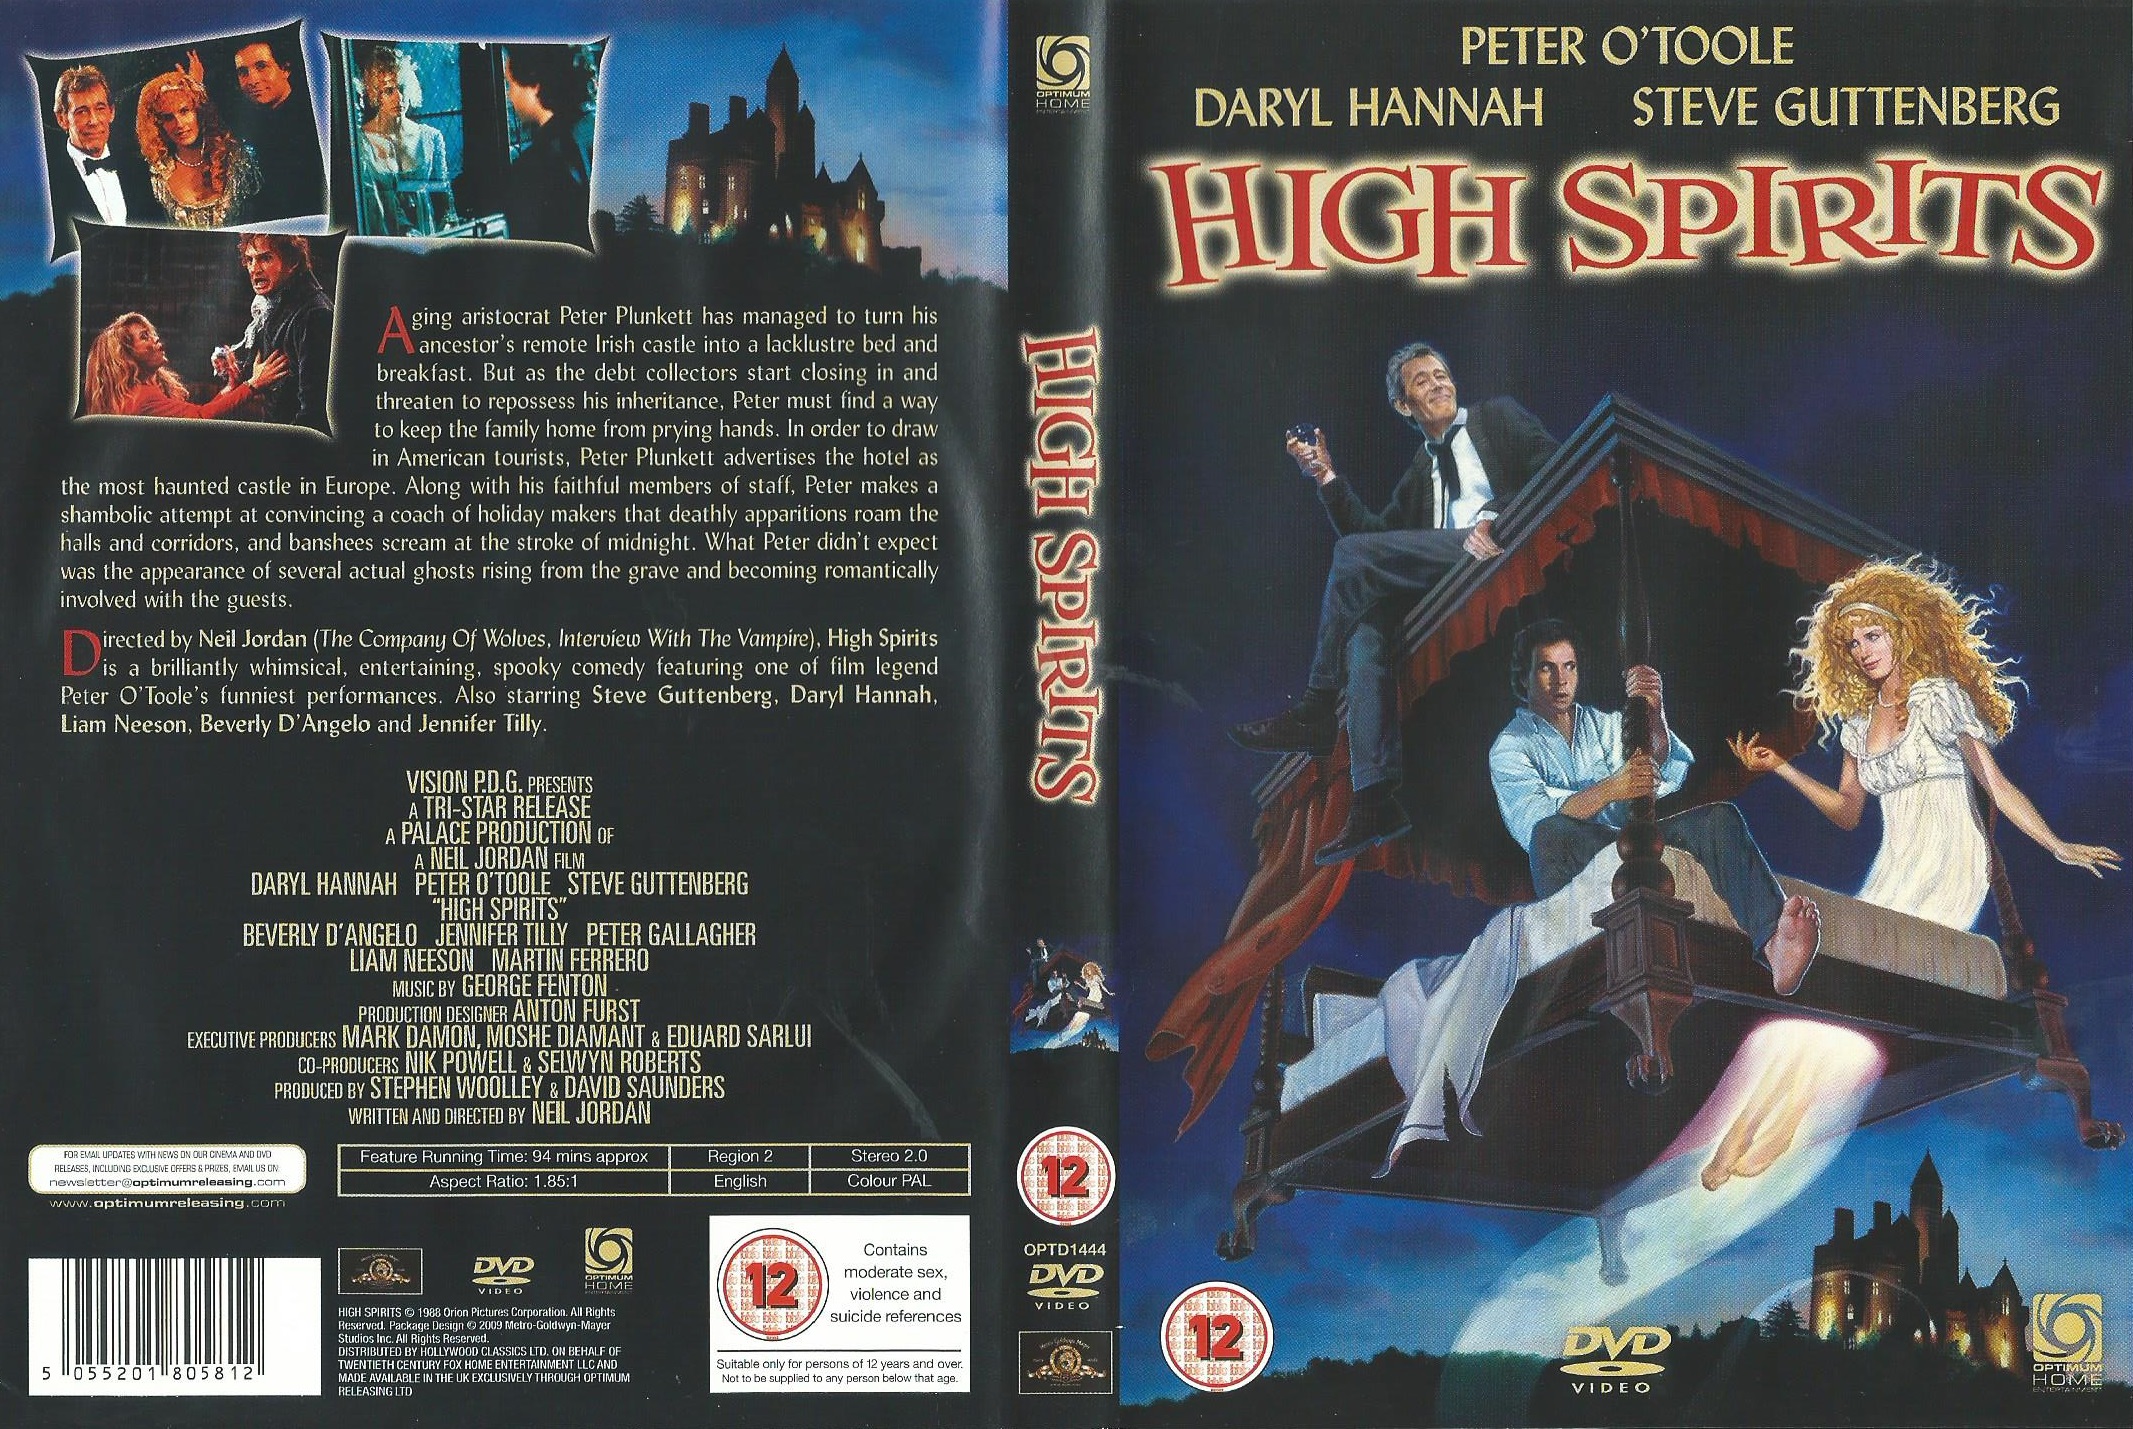 Aging aristocrat Peter Plunkett has managed to turn his
ancestor's remote Irish castle into a lacklustre bed and
breakfast. But as the debt collectors start closing in and
threaten to repossess his inheritance, Peter must find a way
to keep the family home from prying hands. In order to draw
in American tourists, Peter Plunkett advertises the hotel as
the most haunted castle in Europe. Along with his faithful members of staff, Peter makes a
shambolic attempt at convincing a coach of holiday makers that deathly apparitions roam the
halls and corridors, and banshees scream at the stroke of midnight. What Peter didn't expect
was the appearance of several actual ghosts rising from the grave and becoming romantically
involved with the guests.
Directed by Neil Jordan (The Company Of Wolves, Interview With The Vampire), High Spirits
is a brilliantly whimsical, entertaining, spooky comedy featuring one of film legend
Peter O'Toole's funniest performances. Also starring Steve Guttenberg, Daryl Hannah,
Liam Neeson, Beverly D'Angelo and Jennifer Tilly.
VISION P.D.G. PRESENTS
A TRI-STAR RELEASE
A PALACE PRODUCTION OF
A NEIL JORDAN FILM
DARYL HANNAH PETER O'TOOLE STEVE GUTTENBERG
"HIGH SPIRITS"
BEVERLY D'ANGELO JENNIFER TILLY PETER GALLAGHER
LIAM NEESON MARTIN FERRERO
MUSIC BY GEORGE FENTON
PRODUCTION DESIGNER ANTON FURST
EXECUTIVE PRODUCERS MARK DAMON, MOSHE DIAMANT & EDUARD SARLUI
CO-PRODUCERS NIK POWELL & SELWYN ROBERTS
PRODUCED BY STEPHEN WOOLLEY & DAVID SAUNDERS
WRITTEN AND DIRECTED BY NEIL JORDAN
FOR EMAIL UPDATES WITH NEWS ON OUR CINEMA AND DVD
RELEASES, INCLUDING EXCLUSIVE OFFERS & PRIZES, EMAIL US ON:
newsletter@optimumreleasing.com
www.optimumreleasing.com
Feature Running Time: 94 mins approx Region 2 Stereo 2.0
Aspect Ratio: 1.85:1 English Colour PAL
5 055201 805812
DVD
VIDEO
OPTIMUM
HOME
ENTERTAINMENT
HIGH SPIRITS © 1988 Orion Pictures Corporation. All Rights
Reserved. Package Design © 2009 Metro-Goldwyn-Mayer
Studios Inc. All Rights Reserved.
DISTRIBUTED BY HOLLYWOOD CLASSICS LTD. ON BEHALF OF
TWENTIETH CENTURY FOX HOME ENTERTAINMENT LLC AND
MADE AVAILABLE IN THE UK EXCLUSIVELY THROUGH OPTIMUM
RELEASING LTD
12
Contains
moderate sex,
violence and
suicide references
Suitable only for persons of 12 years and over.
Not to be supplied to any person below that age.
OPTIMUM
HOME
ENTERTAINMENT
HIGH SPIRITS
12
OPTD1444
DVD
VIDEO
PETER O'TOOLE
DARYL HANNAH STEVE GUTTENBERG
HIGH SPIRITS
12
DVD
VIDEO
OPTIMUM
HOME
ENTERTAINMENT